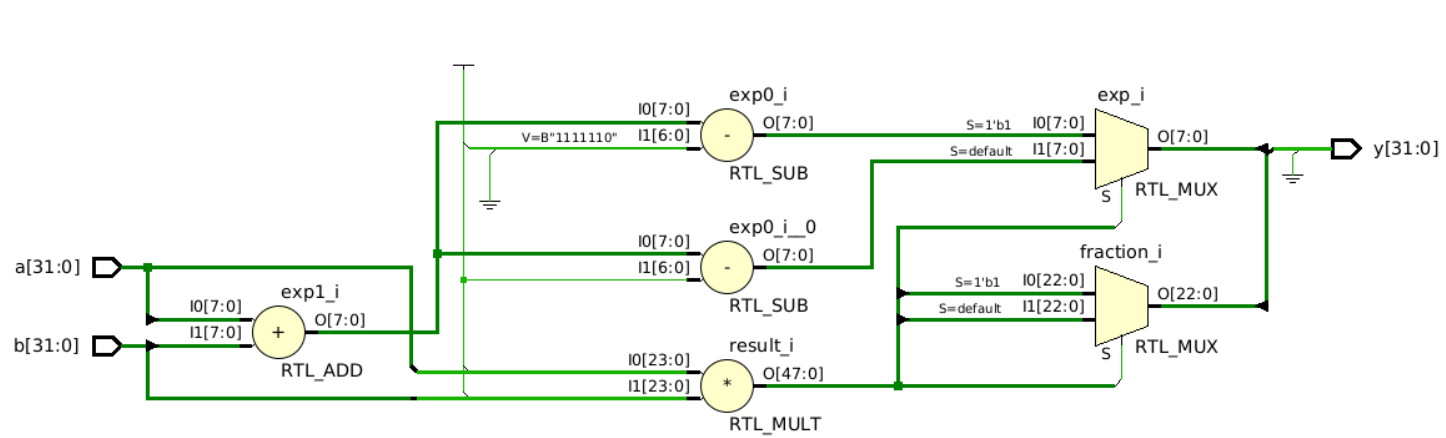 exp0_i
I0[7:0]
V=B"1111110"
I1[6:0]
-
O[7:0]
RTL_SUB
exp_i
S=1'b1
I0[7:0]
S=default
I1[7:0]
O[7:0]
S
RTL_MUX
y[31:0]
exp0_i__0
I0[7:0]
I1[6:0]
-
O[7:0]
RTL_SUB
a[31:0]
b[31:0]
exp1_i
I0[7:0]
I1[7:0]
+
O[7:0]
RTL_ADD
fraction_i
S=1'b1
I0[22:0]
S=default
I1[22:0]
O[22:0]
S
RTL_MUX
result_i
I0[23:0]
I1[23:0]
*
O[47:0]
RTL_MULT